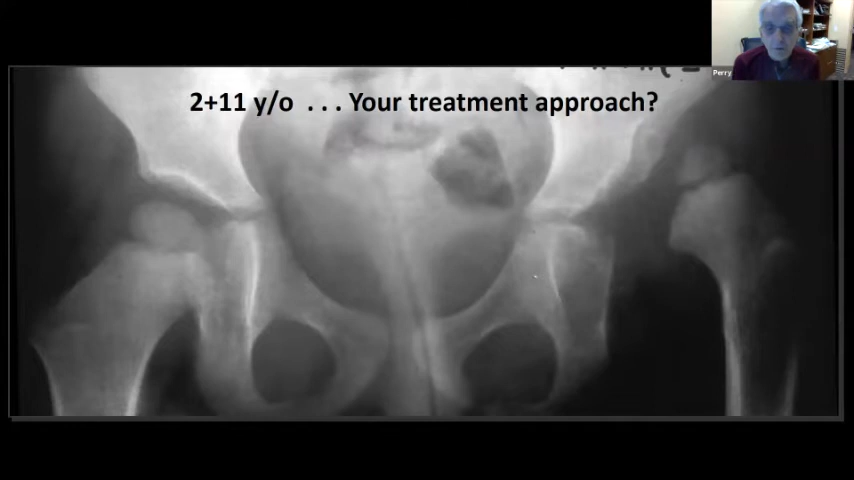 2+11 y/o . . . Your treatment approach?
Perry